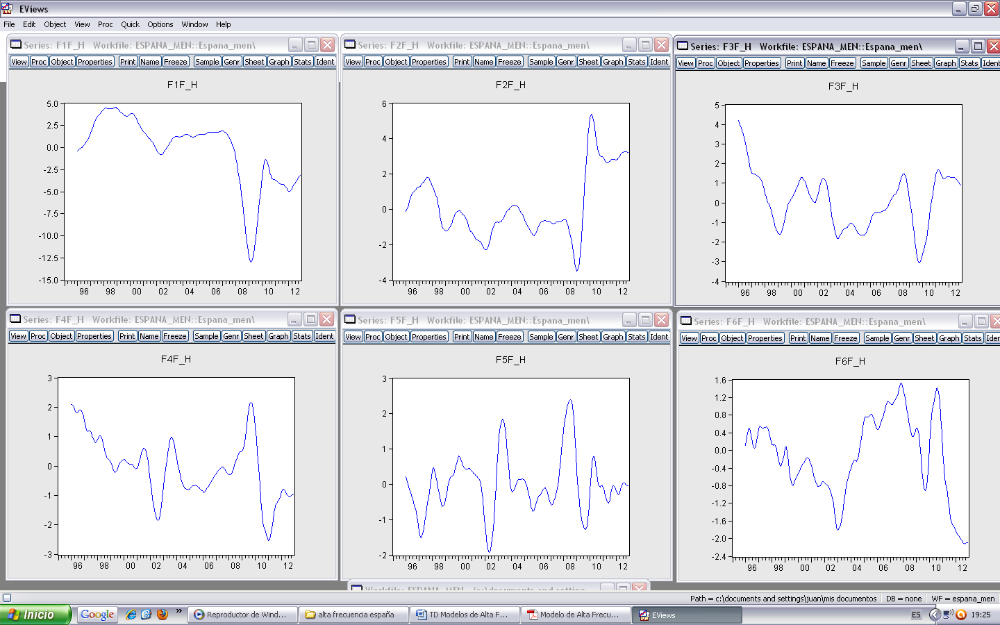 EViews
File Edit Object View Proc Quick Options Window Help
Series: F1F_H Workfile: ESPANA_MEN::Espana_men\
View Proc Object Properties Print Name Freeze Sample Genr Sheet Graph Stats Ident
F1F_H
5.0
2.5
0.0
-2.5
-5.0
-7.5
-10.0
-12.5
-15.0
96 98 00 02 04 06 08 10 12
Series: F2F_H Workfile: ESPANA_MEN::Espana_men\
View Proc Object Properties Print Name Freeze Sample Genr Sheet Graph Stats Ident
F2F_H
6
4
2
0
-2
-4
96 98 00 02 04 06 08 10 12
Series: F3F_H Workfile: ESPANA_MEN::Espana_men\
View Proc Object Properties Print Name Freeze Sample Genr Sheet Graph Stats Ident
F3F_H
5
4
3
2
1
0
-1
-2
-3
-4
96 98 00 02 04 06 08 10 12
Series: F4F_H Workfile: ESPANA_MEN::Espana_men\
View Proc Object Properties Print Name Freeze Sample Genr Sheet Graph Stats Ident
F4F_H
3
2
1
0
-1
-2
-3
96 98 00 02 04 06 08 10 12
Series: F5F_H Workfile: ESPANA_MEN::Espana_men\
View Proc Object Properties Print Name Freeze Sample Genr Sheet Graph Stats Ident
F5F_H
3
2
1
0
-1
-2
96 98 00 02 04 06 08 10 12
Series: F6F_H Workfile: ESPANA_MEN::Espana_men\
View Proc Object Properties Print Name Freeze Sample Genr Sheet Graph Stats Iden
F6F_H
1.6
1.2
0.8
0.4
0.0
-0.4
-0.8
-1.2
-1.6
-2.0
-2.4
96 98 00 02 04 06 08 10 12
Workfile: ESPANA_MEN - (c:\documents and setting
Path = c:\documents and settings\juan\mis documentos DB = none WF = espana_men
Inicio Google » Reproductor de Wind... alta frecuencia españa TD Modelos de Alta F... Modelo de Alta Frecu... EViews ES 19:25